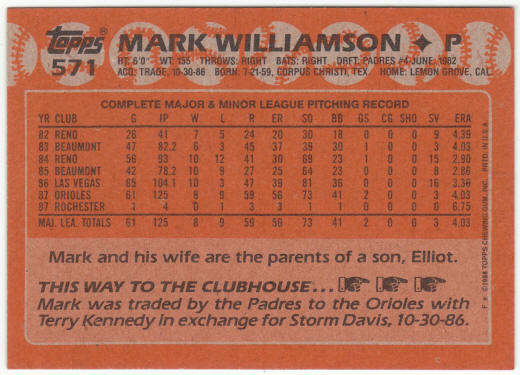 topps
571
MARK WILLIAMSON ✦ P
HT: 6'0" WT: 155 THROWS: RIGHT BATS: RIGHT DRFT: PADRES #4-JUNE, 1982
ACQ: TRADE, 10-30-86 BORN: 7-21-59, CORPUS CHRISTI, TEX. HOME: LEMON GROVE, CAL
COMPLETE MAJOR & MINOR LEAGUE PITCHING RECORD
YR CLUB G IP W L R ER SO BB GS CG SHO SV ERA
82 RENO 26 41 7 5 24 20 30 18 0 0 0 0 4.39
83 BEAUMONT 47 82.2 6 3 45 37 69 36 0 0 0 3 4.03
84 RENO 56 93 10 12 41 30 69 24 1 0 0 15 2.90
85 BEAUMONT 42 78.2 10 9 27 25 64 23 0 0 0 8 2.86
86 LAS VEGAS 65 104.1 10 3 47 39 81 36 0 0 0 16 3.36
87 ORIOLES 61 125 8 9 59 56 73 41 2 0 0 3 4.03
87 ROCHESTER 1 4 0 1 3 3 1 0 0 0 0 0 6.75
MAJ. LEA. TOTALS 61 125 8 9 59 56 73 41 2 0 0 3 4.03
Mark and his wife are the parents of a son, Elliot.
THIS WAY TO THE CLUBHOUSE...
Mark was traded by the Padres to the Orioles with
Terry Kennedy in exchange for Storm Davis, 10-30-86.
F * ©1988 TOPPS CHEWING GUM, INC. PRTD. IN U.S.A.